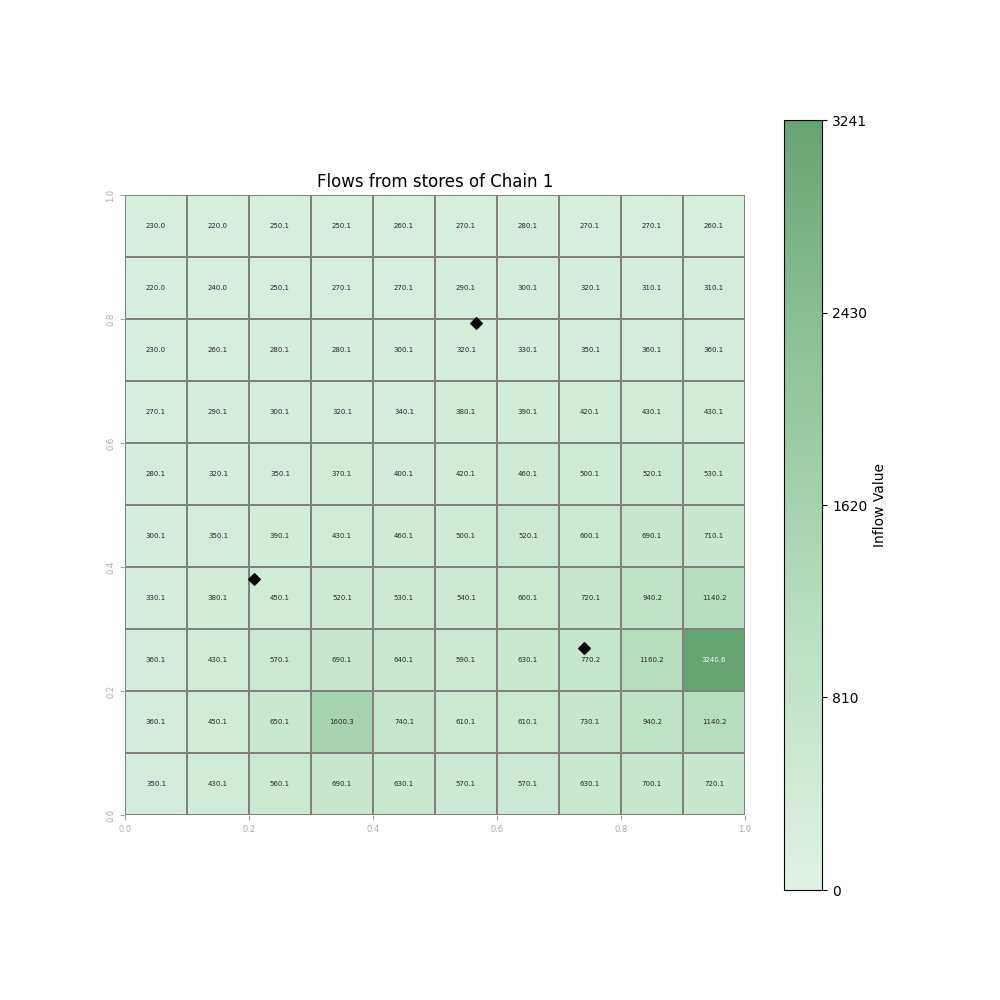 Flows from stores of Chain 1
1.0
230.0 220.0 250.1 250.1 260.1 270.1 280.1 270.1 270.1 260.1
220.0 240.0 250.1 270.1 270.1 290.1 300.1 320.1 310.1 310.1
0.8
230.0 260.1 280.1 280.1 300.1 320.1 330.1 350.1 360.1 360.1
270.1 290.1 300.1 320.1 340.1 380.1 390.1 420.1 430.1 430.1
0.6
280.1 320.1 350.1 370.1 400.1 420.1 460.1 500.1 520.1 530.1
300.1 350.1 390.1 430.1 460.1 500.1 520.1 600.1 690.1 710.1
0.4
330.1 380.1 450.1 520.1 530.1 540.1 600.1 720.1 940.2 1140.2
360.1 430.1 570.1 690.1 640.1 590.1 630.1 770.2 1160.2 3240.6
0.2
360.1 450.1 650.1 1600.3 740.1 610.1 610.1 730.1 940.2 1140.2
350.1 430.1 560.1 690.1 630.1 570.1 570.1 630.1 700.1 720.1
0.0
0.0 0.2 0.4 0.6 0.8 1.0
3241
2430
1620
810
0
Inflow Value